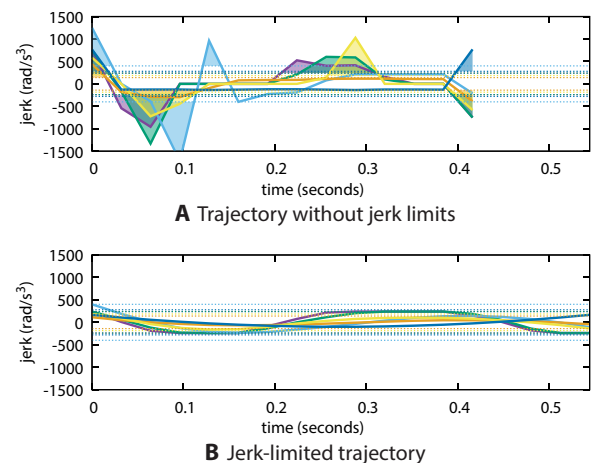 1500
1000
500
0
-500
-1000
-1500
jerk (rad/s³)
0 0.1 0.2 0.3 0.4 0.5
time (seconds)
A Trajectory without jerk limits
1500
1000
500
0
-500
-1000
-1500
jerk (rad/s³)
0 0.1 0.2 0.3 0.4 0.5
time (seconds)
B Jerk-limited trajectory